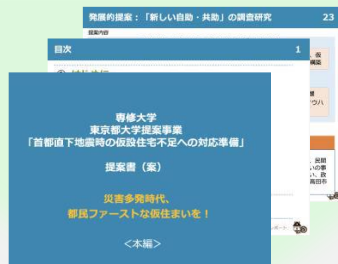 発展的提案：「新しい自助・共助」の調査研究 23
提案内容
目次 1
専修大学
東京都大学提案事業
「首都直下地震時の仮設住宅不足への対応準備」
提案書（案）
災害多発時代、
都民ファーストな仮住まいを！
＜本編＞